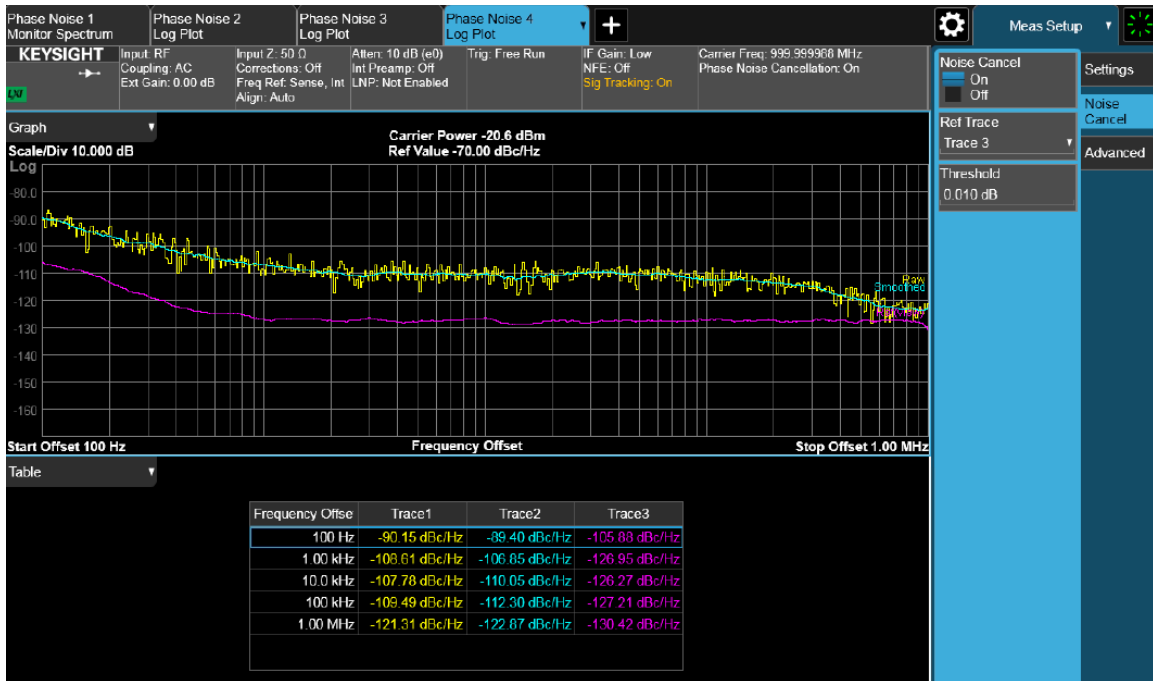 Phase Noise 1
Monitor Spectrum
Phase Noise 2
Log Plot
Phase Noise 3
Log Plot
Phase Noise 4
Log Plot
Meas Setup
KEYSIGHT
LXI
Input: RF
Coupling: AC
Ext Gain: 0.00 dB
Input Z: 50 Ω
Corrections: Off
Freq Ref: Sense, Int
Align: Auto
Atten: 10 dB (e0)
Int Preamp: Off
LNP: Not Enabled
Trig: Free Run
IF Gain: Low
NFE: Off
Sig Tracking: On
Carrier Freq: 999.999968 MHz
Phase Noise Cancellation: On
Noise Cancel
On
Off
Ref Trace
Trace 3
Threshold
0.010 dB
Settings
Noise
Cancel
Advanced
Graph
Scale/Div 10.000 dB
Carrier Power -20.6 dBm
Ref Value -70.00 dBc/Hz
Log
-80.0
-90.0
-100
-110
-120
-130
-140
-150
-160
Raw
Smoothed
Start Offset 100 Hz
Frequency Offset
Stop Offset 1.00 MHz
Table
Frequency Offse Trace1 Trace2 Trace3
100 Hz -90.15 dBc/Hz -89.40 dBc/Hz -105.88 dBc/Hz
1.00 kHz -108.61 dBc/Hz -106.85 dBc/Hz -126.95 dBc/Hz
10.0 kHz -107.78 dBc/Hz -110.05 dBc/Hz -126.27 dBc/Hz
100 kHz -109.49 dBc/Hz -112.30 dBc/Hz -127.21 dBc/Hz
1.00 MHz -121.31 dBc/Hz -122.87 dBc/Hz -130.42 dBc/Hz